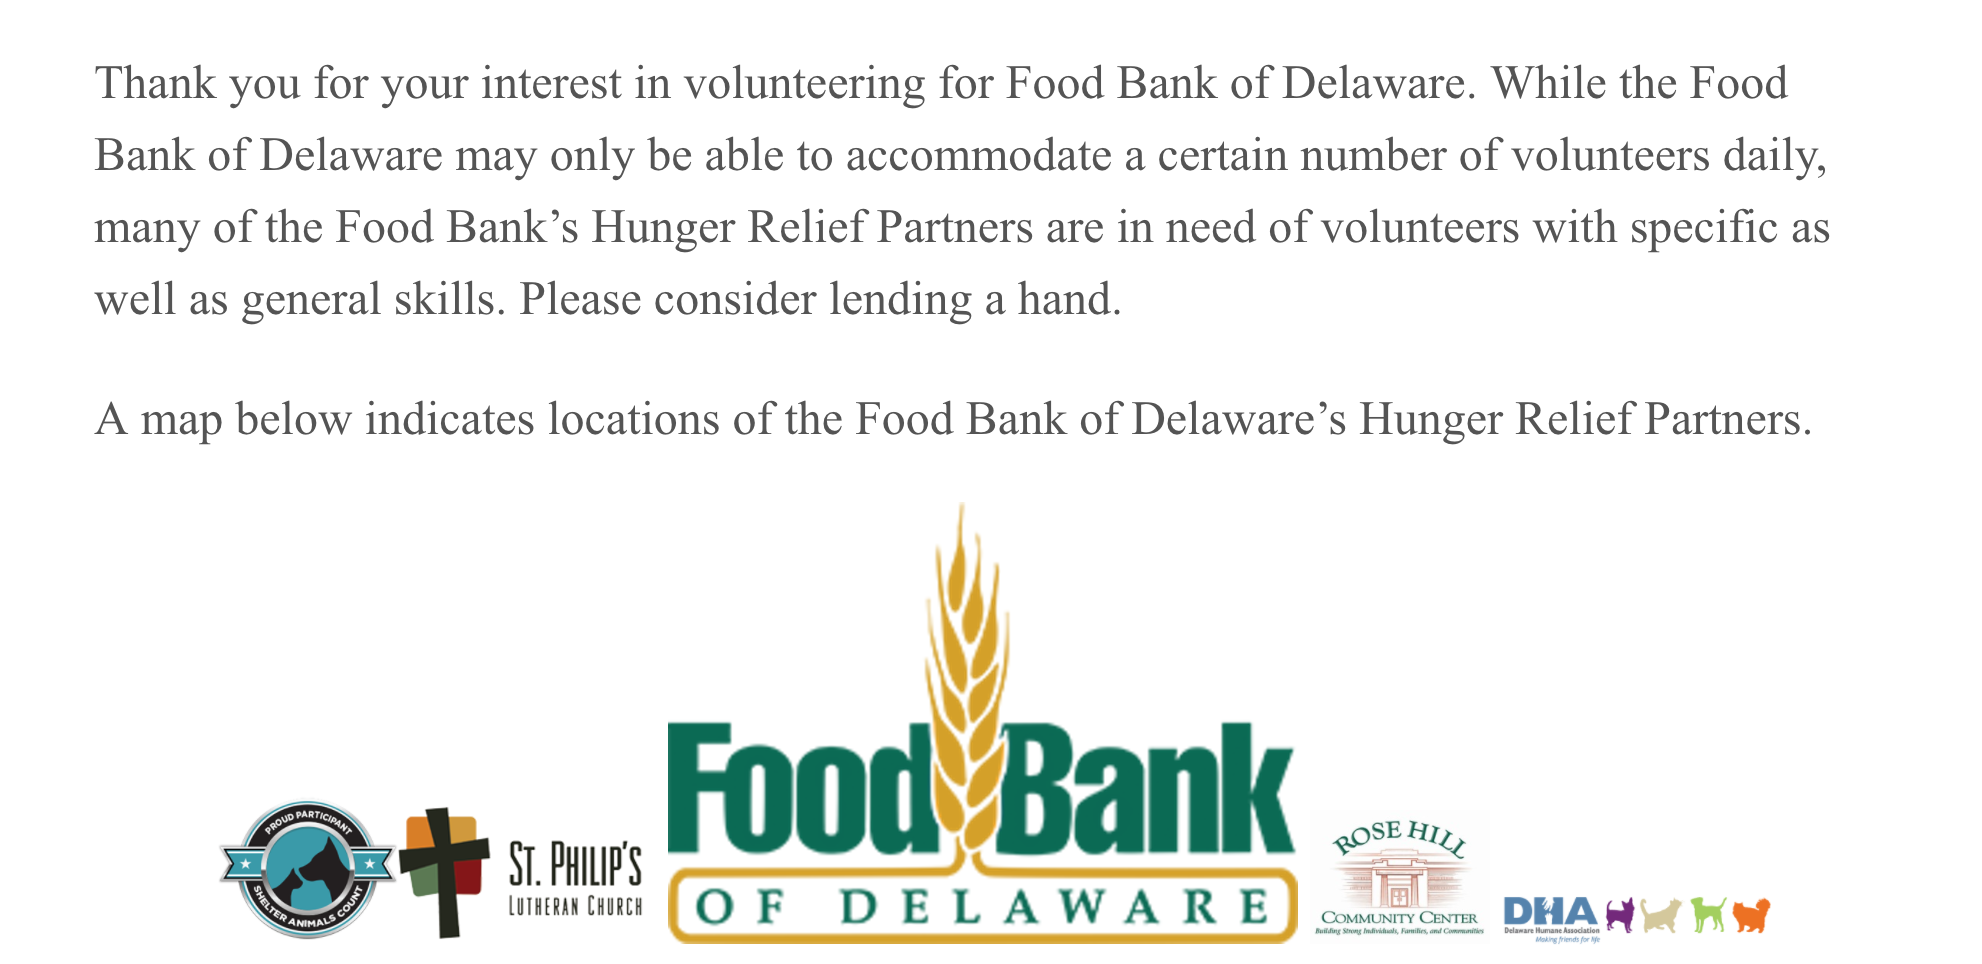 Thank you for your interest in volunteering for Food Bank of Delaware. While the Food
Bank of Delaware may only be able to accommodate a certain number of volunteers daily,
many of the Food Bank’s Hunger Relief Partners are in need of volunteers with specific as
well as general skills. Please consider lending a hand.
A map below indicates locations of the Food Bank of Delaware’s Hunger Relief Partners.
PROUD PARTICIPANT
SHELTER ANIMALS COUNT
ST. PHILIP'S
LUTHERAN CHURCH
Food Bank
OF DELAWARE
ROSE HILL
COMMUNITY CENTER
Building Strong Individuals, Families, and Communities
DHA
Delaware Humane Association
Making friends for life